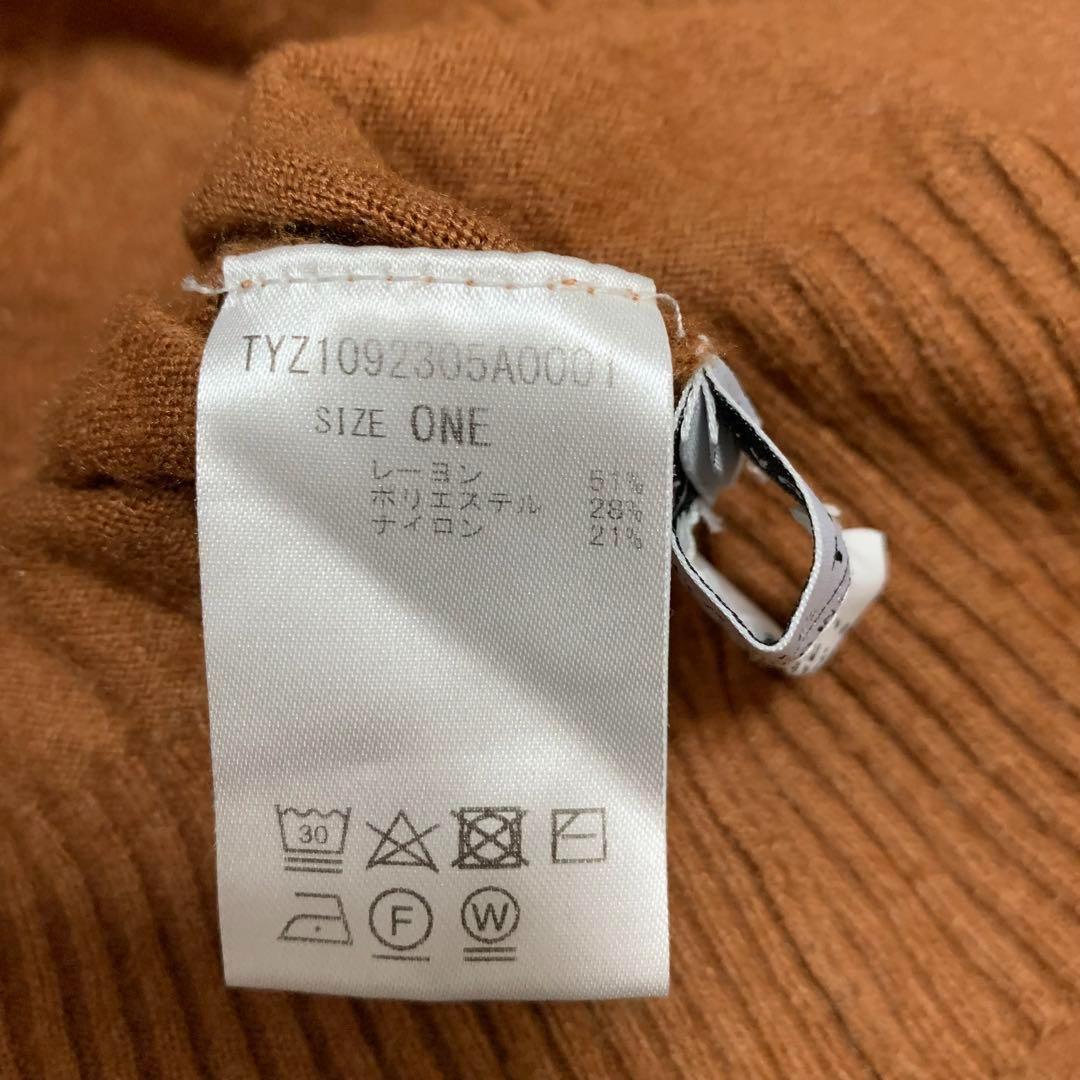 TYZ1092305A0001
SIZE ONE
レーヨン 51%
ポリエステル 28%
ナイロン 21%
30
F W